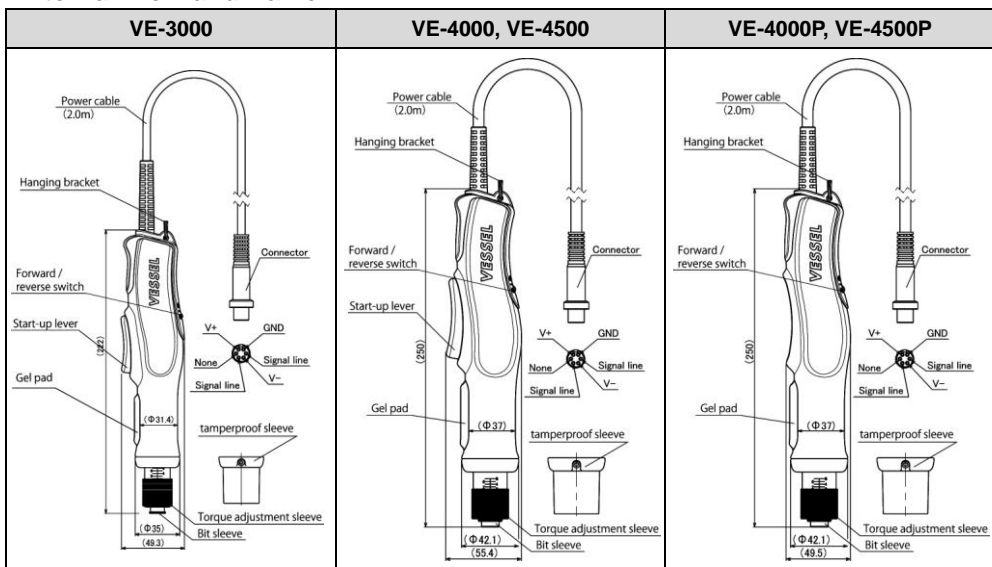 VE-3000
VE-4000, VE-4500
VE-4000P, VE-4500P
Power cable
(2.0m)
Hanging bracket
Forward /
reverse switch
Start-up lever
Gel pad
VESSEL
Connector
V+
GND
None
Signal line
Signal line
V-
(Φ31.4)
tamperproof sleeve
Torque adjustment sleeve
Bit sleeve
(Φ35)
(49.3)
Power cable
(2.0m)
Hanging bracket
Forward /
reverse switch
Start-up lever
(250)
Gel pad
VESSEL
Connector
V+
GND
None
Signal line
Signal line
V-
(Φ37)
tamperproof sleeve
Torque adjustment sleeve
Bit sleeve
(Φ42.1)
(55.4)
Power cable
(2.0m)
Hanging bracket
Forward /
reverse switch
(250)
Gel pad
VESSEL
Connector
V+
GND
None
Signal line
Signal line
V-
(Φ37)
tamperproof sleeve
Torque adjustment sleeve
Bit sleeve
(Φ42.1)
(49.5)